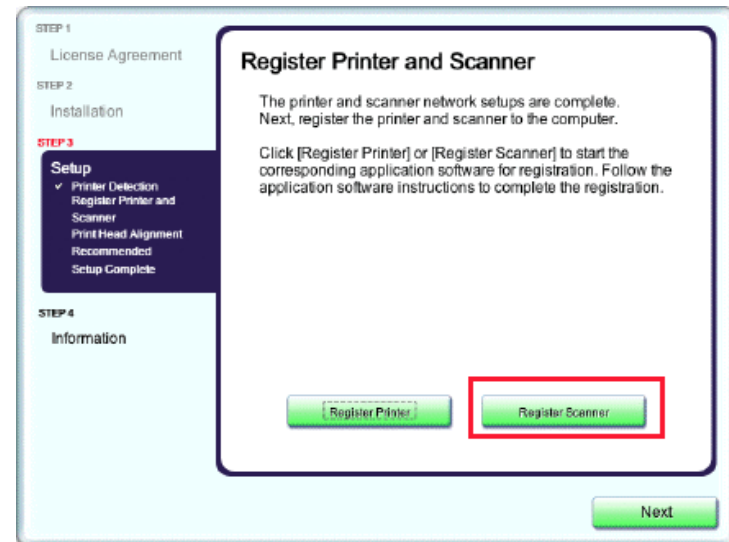 STEP 1
License Agreement
STEP 2
Installation
STEP 3
Setup
✓ Printer Detection
Register Printer and
Scanner
Print Head Alignment
Recommended
Setup Complete
STEP 4
Information
Register Printer and Scanner
The printer and scanner network setups are complete.
Next, register the printer and scanner to the computer.
Click [Register Printer] or [Register Scanner] to start the
corresponding application software for registration. Follow the
application software instructions to complete the registration.
Register Printer
Register Scanner
Next